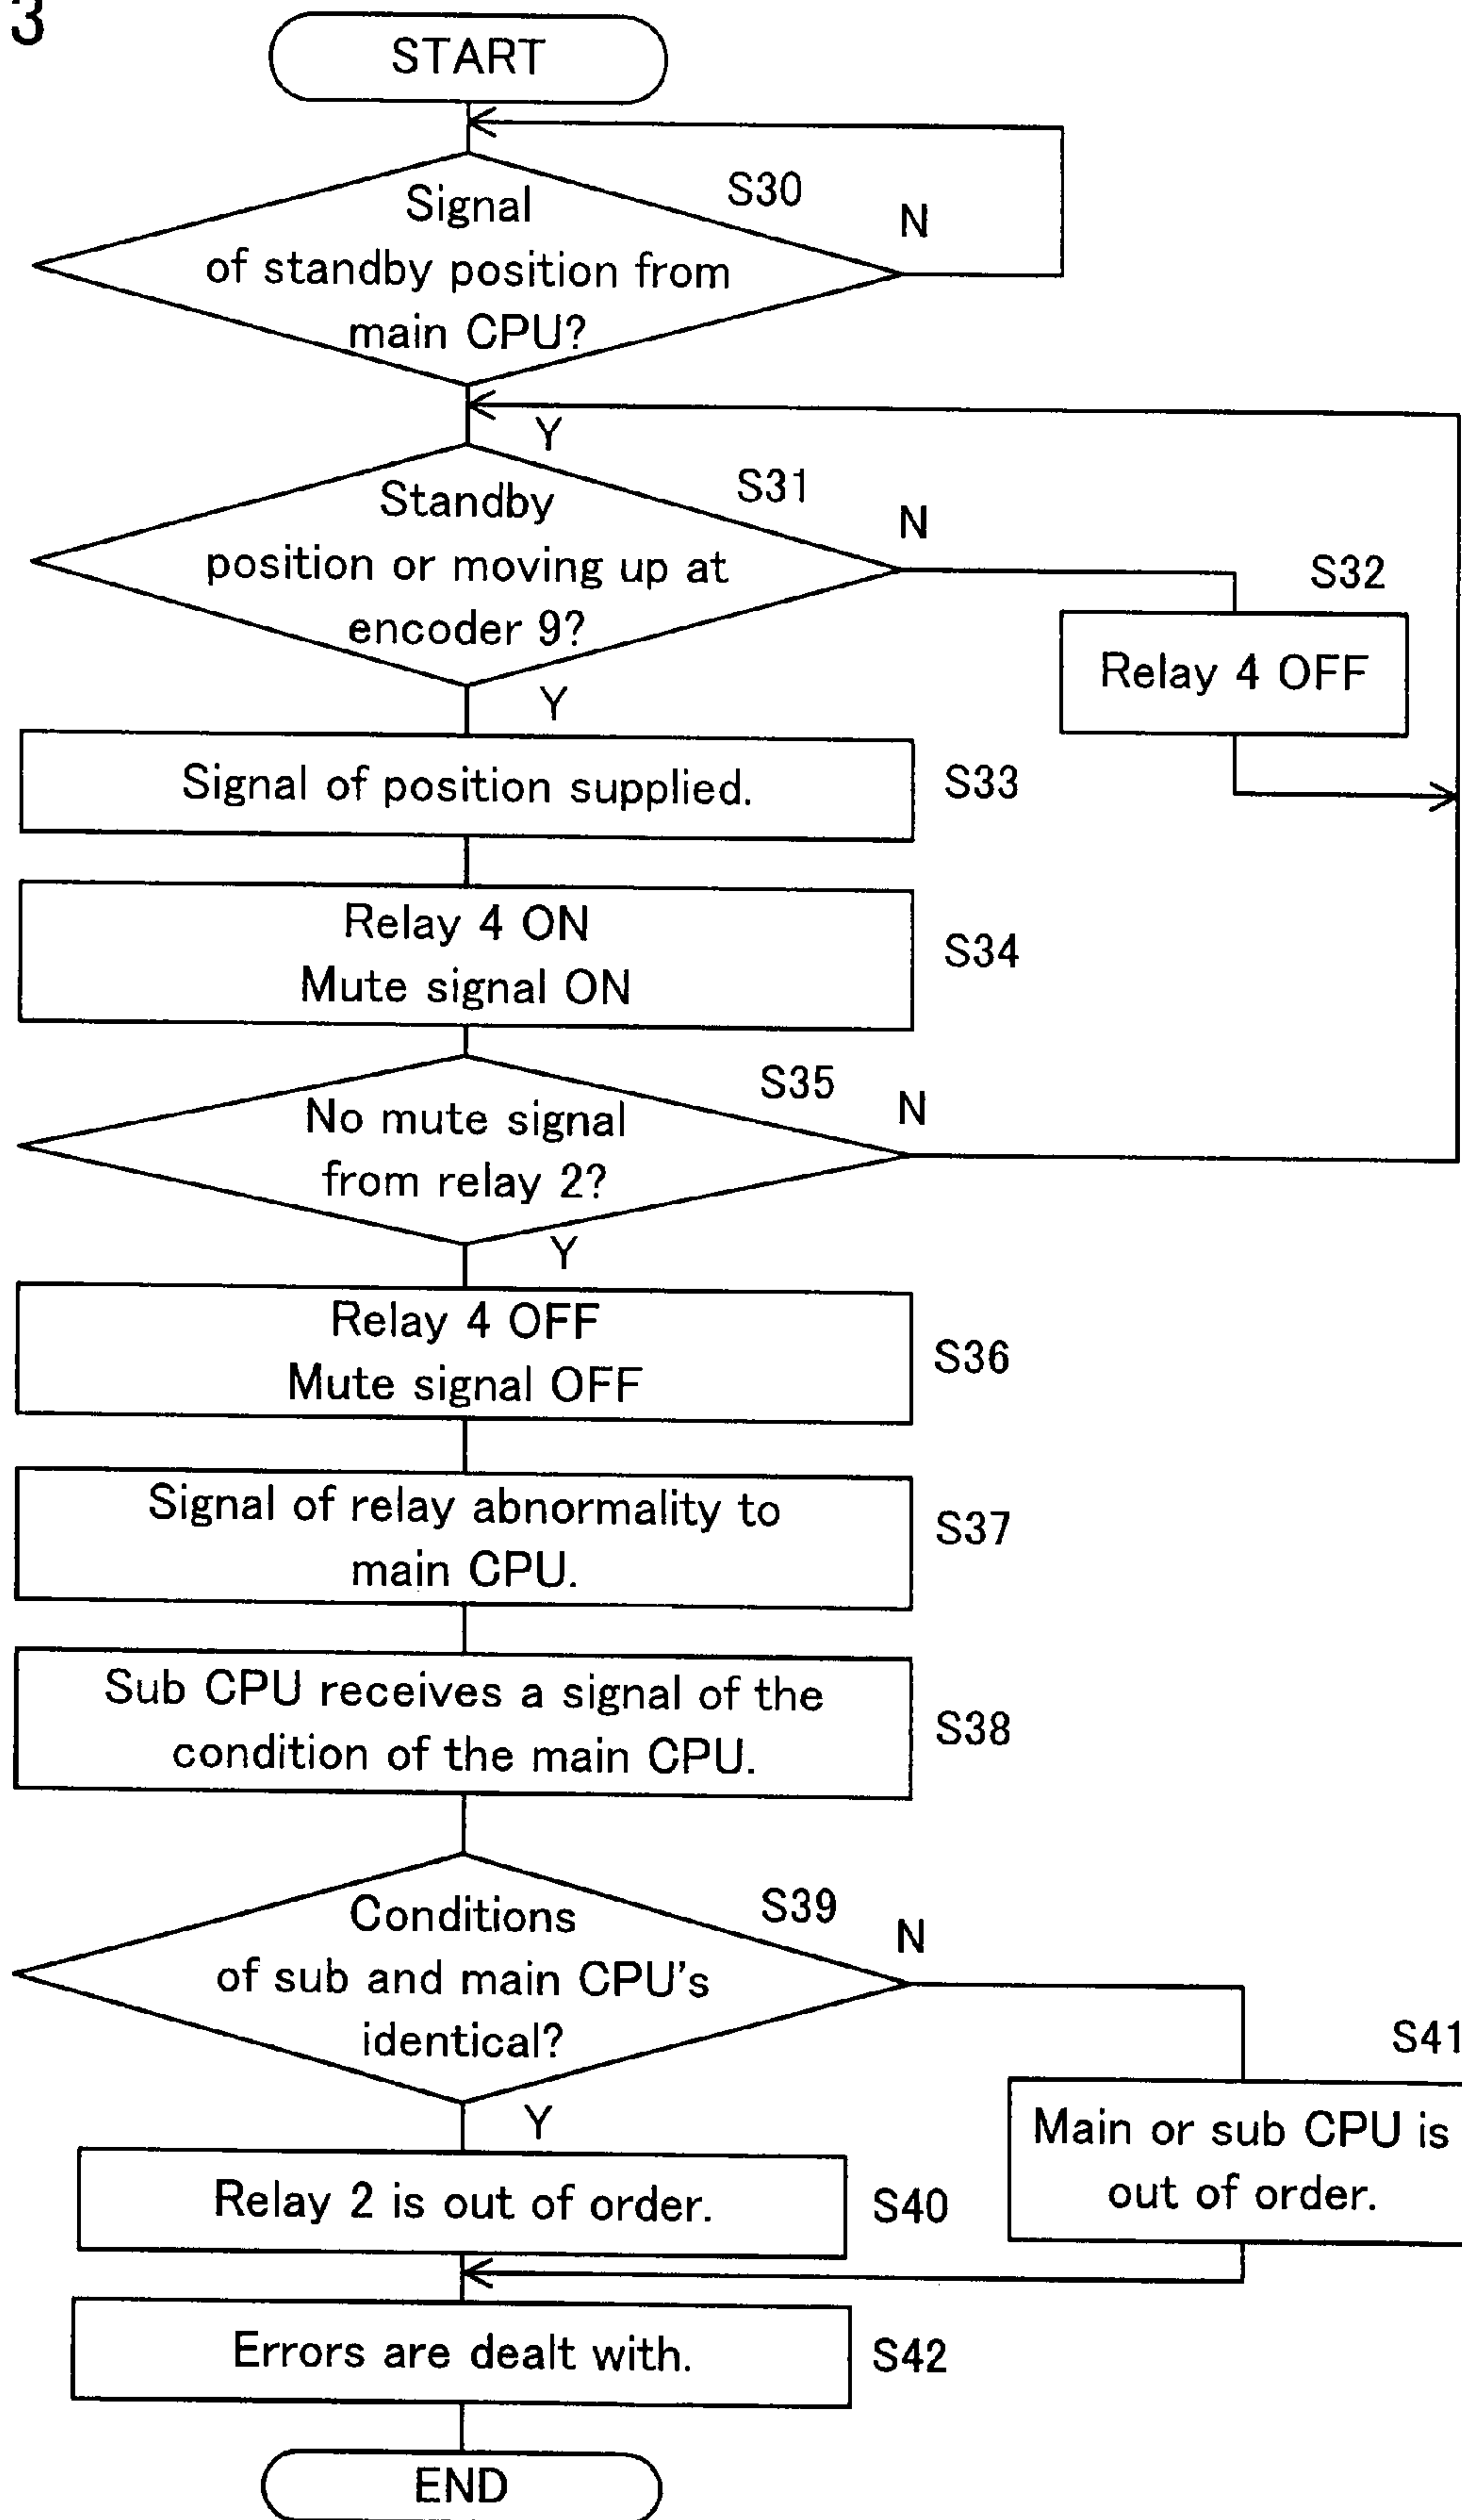 3
START
S30
Signal
N
of standby position from
main CPU?
Y
S31
Standby
N
position or moving up at
encoder 9?
S32
Relay 4 OFF
Y
Signal of position supplied.
S33
Relay 4 ON
Mute signal ON
S34
S35
No mute signal
N
from relay 2?
Y
Relay 4 OFF
Mute signal OFF
S36
Signal of relay abnormality to
main CPU.
S37
Sub CPU receives a signal of the
condition of the main CPU.
S38
S39
Conditions
N
of sub and main CPU's
identical?
S41
Main or sub CPU is
out of order.
Y
Relay 2 is out of order.
S40
Errors are dealt with.
S42
END